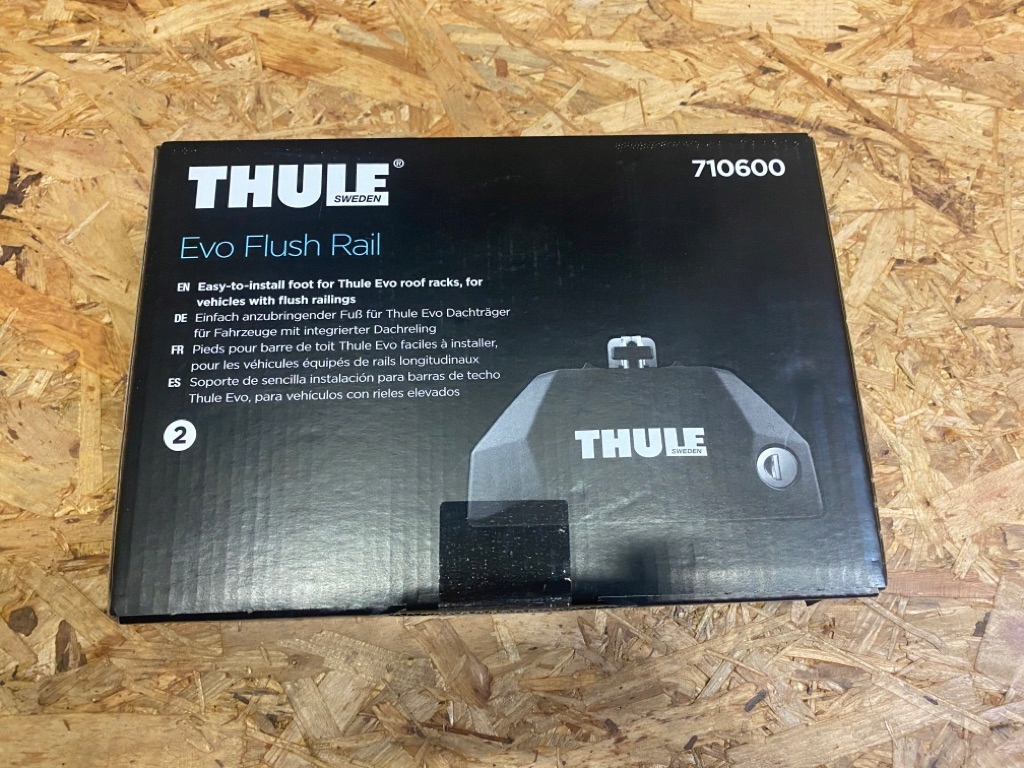 THULE® 710600
SWEDEN
Evo Flush Rail
EN Easy-to-install foot for Thule Evo roof racks, for
vehicles with flush railings
DE Einfach anzubringender Fuß für Thule Evo Dachträger
für Fahrzeuge mit integrierter Dachreling
FR Pieds pour barre de toit Thule Evo faciles à installer,
pour les véhicules équipés de rails longitudinaux
ES Soporte de sencilla instalación para barras de techo
Thule Evo, para vehículos con rieles elevados
2
THULE
SWEDEN